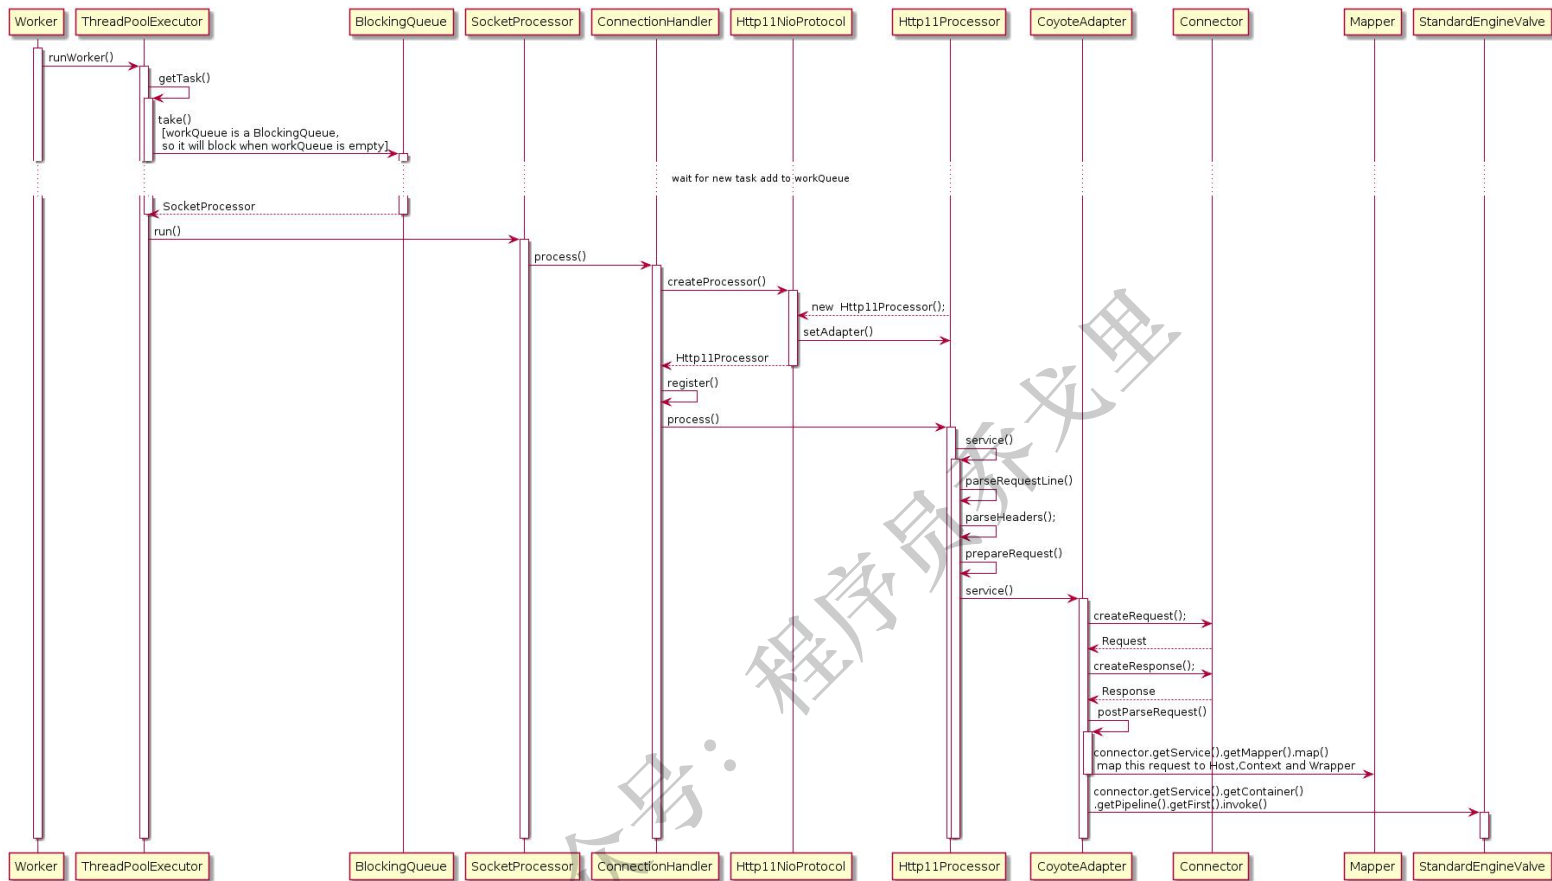 Worker ThreadPoolExecutor BlockingQueue SocketProcessor ConnectionHandler Http11NioProtocol Http11Processor CoyoteAdapter Connector Mapper StandardEngineValve
runWorker()
getTask()
take()
[workQueue is a BlockingQueue,
so it will block when workQueue is empty]
wait for new task add to workQueue
SocketProcessor
run()
process()
createProcessor()
new Http11Processor();
setAdapter()
Http11Processor
register()
process()
service()
parseRequestLine()
parseHeaders();
prepareRequest()
service()
createRequest();
Request
createResponse();
Response
postParseRequest()
connector.getService().getMapper().map()
map this request to Host,Context and Wrapper
connector.getService().getContainer()
.getPipeline().getFirst().invoke()
Worker ThreadPoolExecutor BlockingQueue SocketProcessor ConnectionHandler Http11NioProtocol Http11Processor CoyoteAdapter Connector Mapper StandardEngineValve
众号：程序员乔戈里